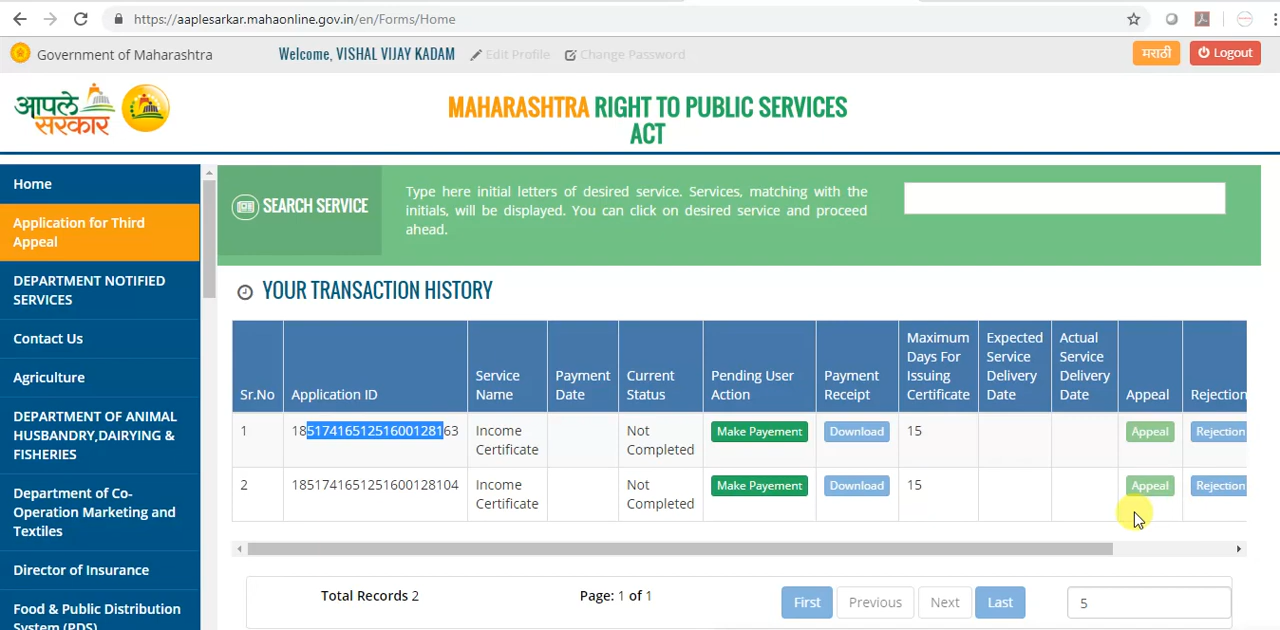 https://aaplesarkar.mahaonline.gov.in/en/Forms/Home
Government of Maharashtra
Welcome, VISHAL VIJAY KADAM
Edit Profile
Change Password
मराठी
Logout
आपले
सरकार
MAHARASHTRA RIGHT TO PUBLIC SERVICES
ACT
Home
Application for Third
Appeal
DEPARTMENT NOTIFIED
SERVICES
Contact Us
Agriculture
DEPARTMENT OF ANIMAL
HUSBANDRY,DAIRYING &
FISHERIES
Department of Co-
Operation Marketing and
Textiles
Director of Insurance
Food & Public Distribution
System (PDS)
SEARCH SERVICE
Type here initial letters of desired service. Services, matching with the
initials, will be displayed. You can click on desired service and proceed
ahead.
YOUR TRANSACTION HISTORY
Sr.No
Application ID
Service
Name
Payment
Date
Current
Status
Pending User
Action
Payment
Receipt
Maximum
Days For
Issuing
Certificate
Expected
Service
Delivery
Date
Actual
Service
Delivery
Date
Appeal
Rejection
1
1851741651251600128163
Income
Certificate
Not
Completed
Make Payement
Download
15
Appeal
Rejection
2
1851741651251600128104
Income
Certificate
Not
Completed
Make Payement
Download
15
Appeal
Rejection
Total Records 2
Page: 1 of 1
First
Previous
Next
Last
5